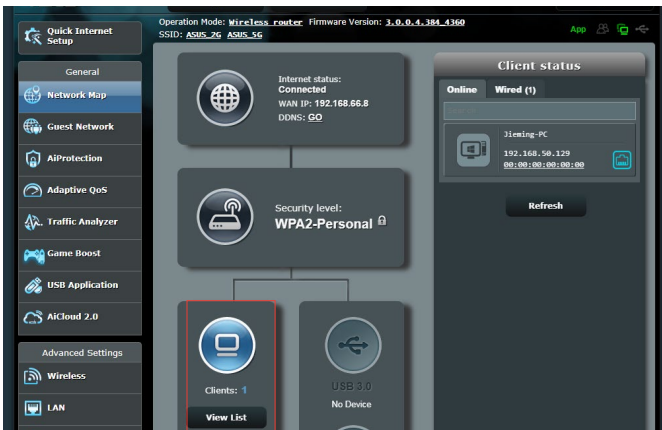 Operation Mode: Wireless router Firmware Version: 3.0.0.4.384_4360
SSID: ASUS_2G ASUS_5G
App
Quick Internet
Setup
General
Network Map
Guest Network
AiProtection
Adaptive QoS
Traffic Analyzer
Game Boost
USB Application
AiCloud 2.0
Advanced Settings
Wireless
LAN
Internet status:
Connected
WAN IP: 192.168.66.8
DDNS: GO
Security level:
WPA2-Personal
Clients: 1
View List
USB 3.0
No Device
Client status
Online Wired (1)
Jieming-PC
192.168.50.129
00:00:00:00:00:00
Refresh